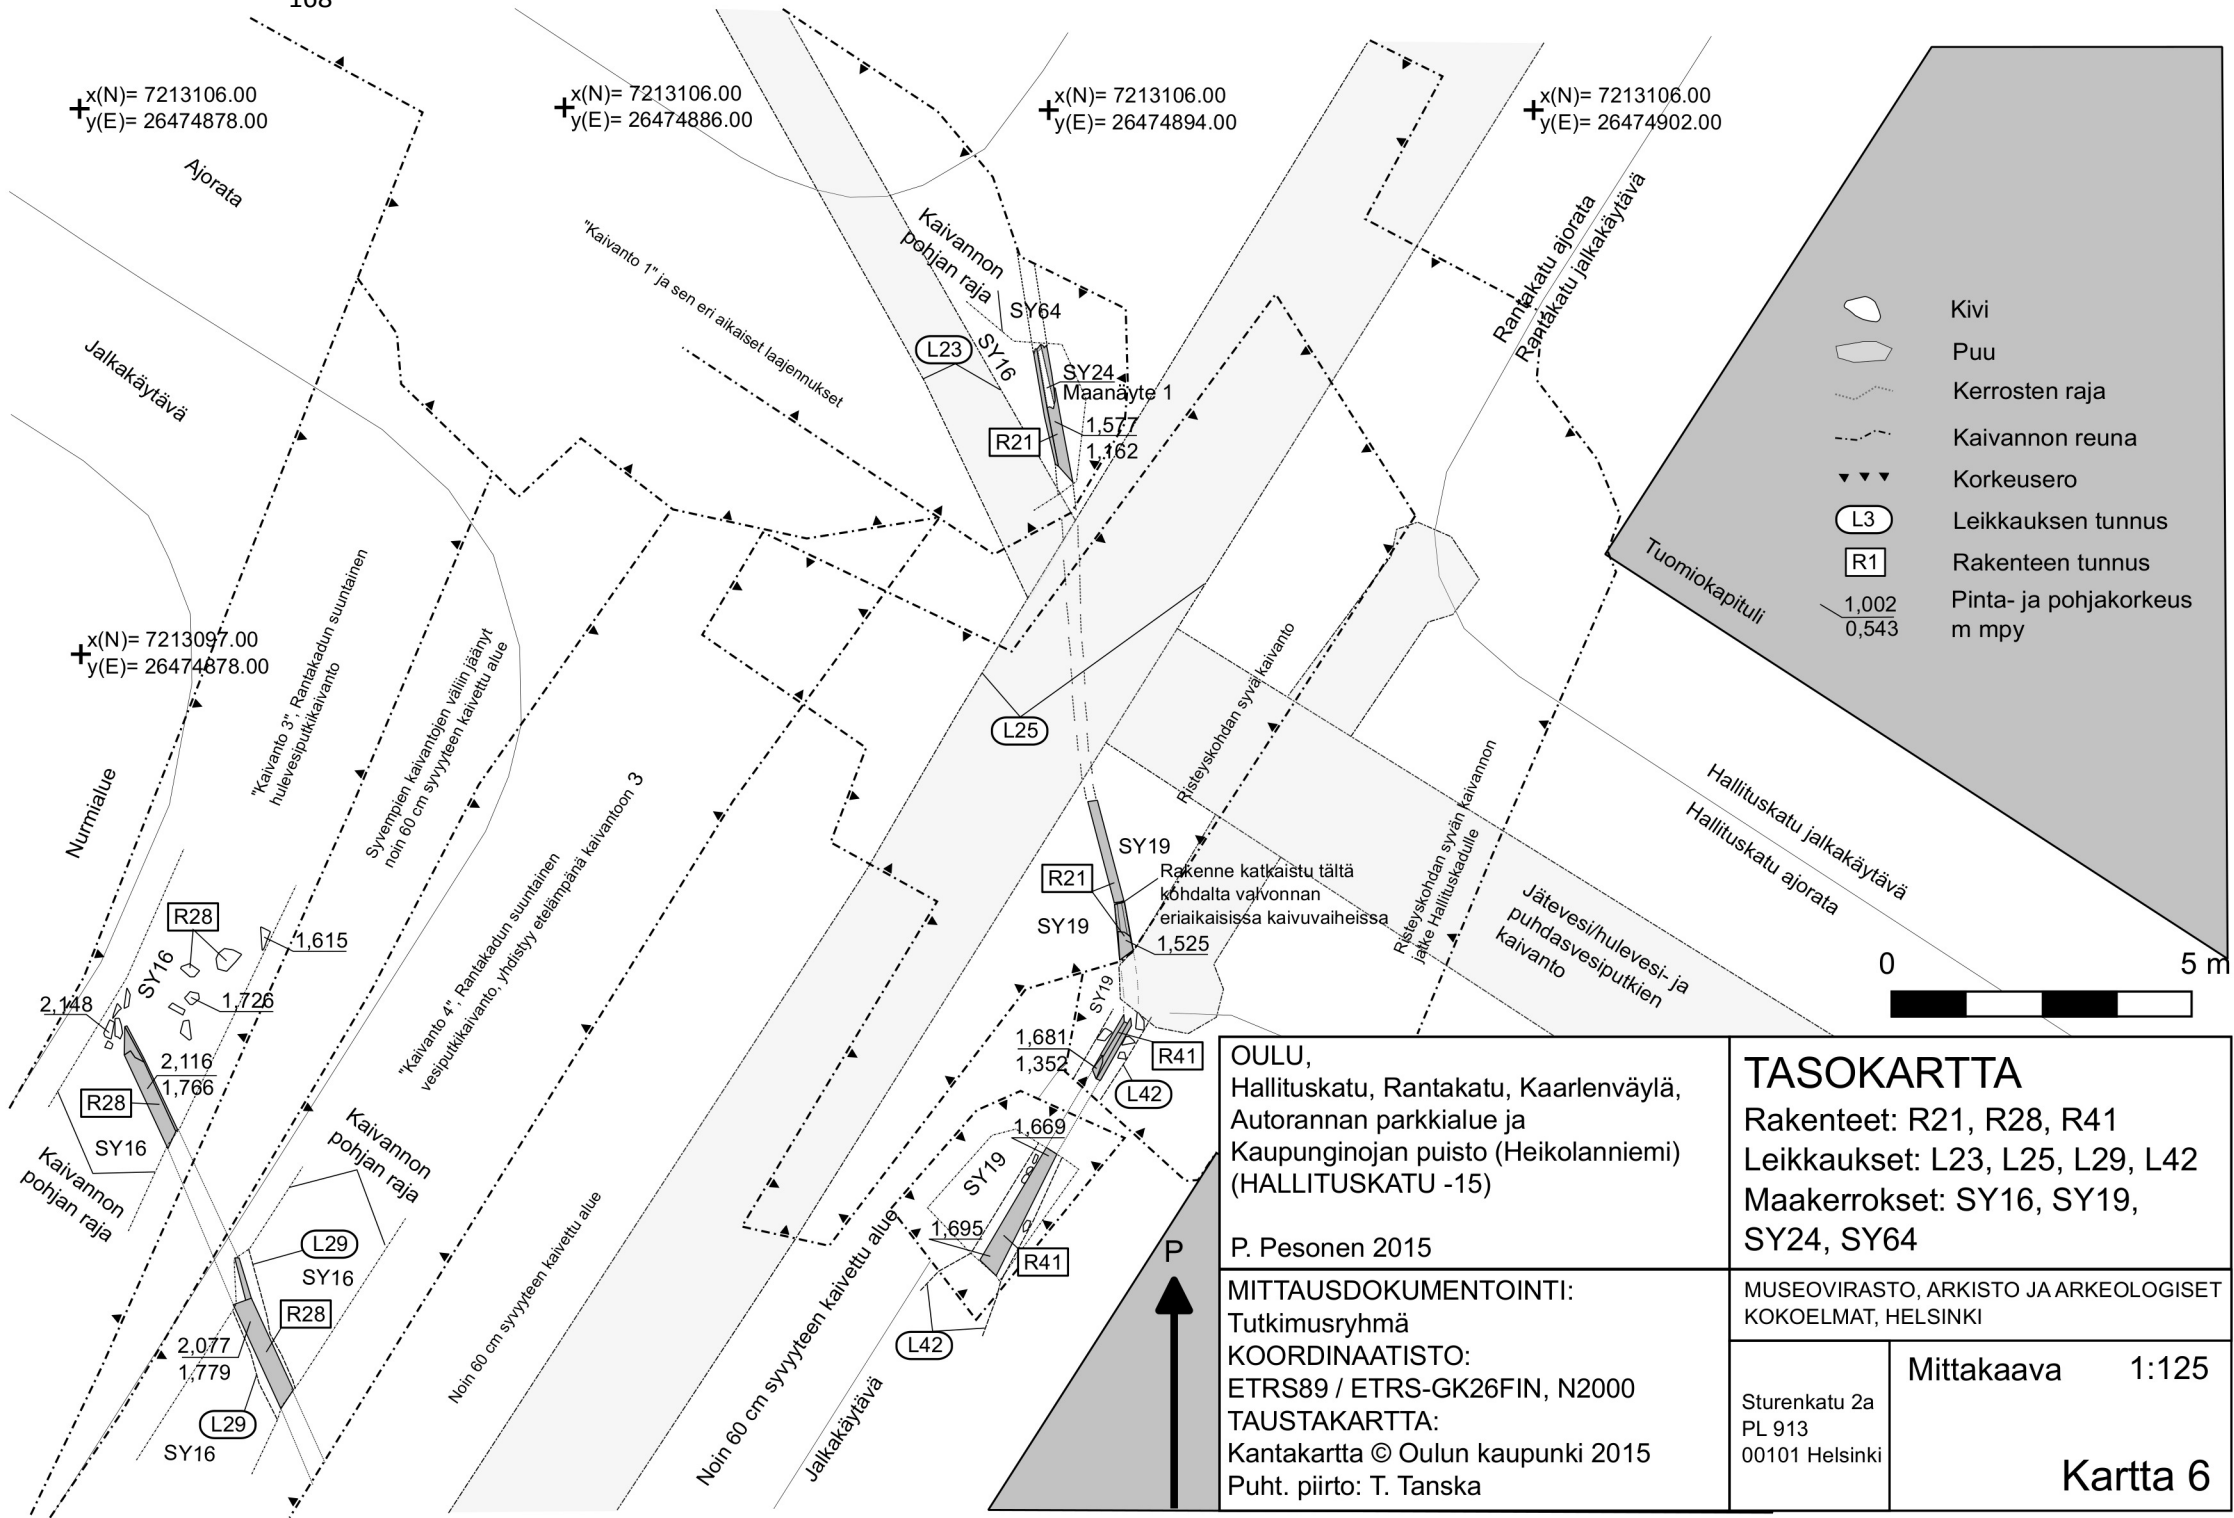 168
x(N)= 7213106.00
y(E)= 26474878.00
x(N)= 7213106.00
y(E)= 26474886.00
x(N)= 7213106.00
y(E)= 26474894.00
x(N)= 7213106.00
y(E)= 26474902.00
Ajorata
Jalkakäytävä
"Kaivanto 1" ja sen eri aikaiset laajennukset
Kaivannon
pohjan raja
SY64
L23
SY16
SY24
Maanäyte 1
R21
1,577
1,162
Rantakatu ajorata
Rantakatu jalkakäytävä
Tuomiokapituli
Kivi
Puu
Kerrosten raja
Kaivannon reuna
Korkeusero
L3
Leikkauksen tunnus
R1
Rakenteen tunnus
1,002
0,543
Pinta- ja pohjakorkeus
m mpy
x(N)= 7213097.00
y(E)= 26474878.00
"Kaivanto 3", Rantakadun suuntainen
hulevesiputkikaivanto
Syvempien kaivantojen väliin jäänyt
noin 60 cm syvyyteen kaivettu alue
Nurmialue
L25
Risteyskohdan syvä kaivanto
Risteyskohdan syvän kaivannon
jatke Hallituskadulle
Hallituskatu jalkakäytävä
Hallituskatu ajorata
Jätevesi/hulevesi- ja
puhdasvesiputkien
kaivanto
0
5 m
"Kaivanto 4", Rantakadun suuntainen
vesiputkikaivanto, yhdistyy etelämpänä kaivantoon 3
SY19
R21
Rakenne katkaistu tältä
kohdalta valvonnan
eriaikaisissa kaivuvaiheissa
SY19
1,525
SY19
R28
1,615
SY16
1,726
2,148
2,116
1,766
R28
SY16
Kaivannon
pohjan raja
Kaivannon
pohjan raja
L29
SY16
R28
2,077
1,779
L29
SY16
Noin 60 cm syvyyteen kaivettu alue
Noin 60 cm syvyyteen kaivettu alue
Jalkakäytävä
1,681
1,352
R41
L42
1,669
SY19
1,695
R41
L42
P
OULU,
Hallituskatu, Rantakatu, Kaarlenväylä,
Autorannan parkkialue ja
Kaupunginojan puisto (Heikolanniemi)
(HALLITUSKATU -15)
P. Pesonen 2015
MITTAUSDOKUMENTOINTI:
Tutkimusryhmä
KOORDINAATISTO:
ETRS89 / ETRS-GK26FIN, N2000
TAUSTAKARTTA:
Kantakartta © Oulun kaupunki 2015
Puht. piirto: T. Tanska
TASOKARTTA
Rakenteet: R21, R28, R41
Leikkaukset: L23, L25, L29, L42
Maakerrokset: SY16, SY19,
SY24, SY64
MUSEOVIRASTO, ARKISTO JA ARKEOLOGISET
KOKOELMAT, HELSINKI
Sturenkatu 2a
PL 913
00101 Helsinki
Mittakaava 1:125
Kartta 6